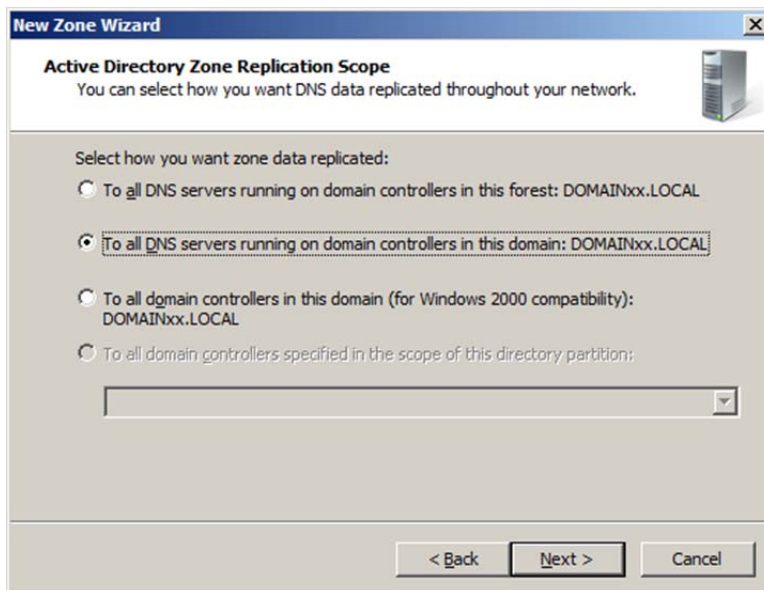 New Zone Wizard
Active Directory Zone Replication Scope
You can select how you want DNS data replicated throughout your network.
Select how you want zone data replicated:
To all DNS servers running on domain controllers in this forest: DOMAINxx.LOCAL
To all DNS servers running on domain controllers in this domain: DOMAINxx.LOCAL
To all domain controllers in this domain (for Windows 2000 compatibility):
DOMAINxx.LOCAL
To all domain controllers specified in the scope of this directory partition:
< Back Next > Cancel